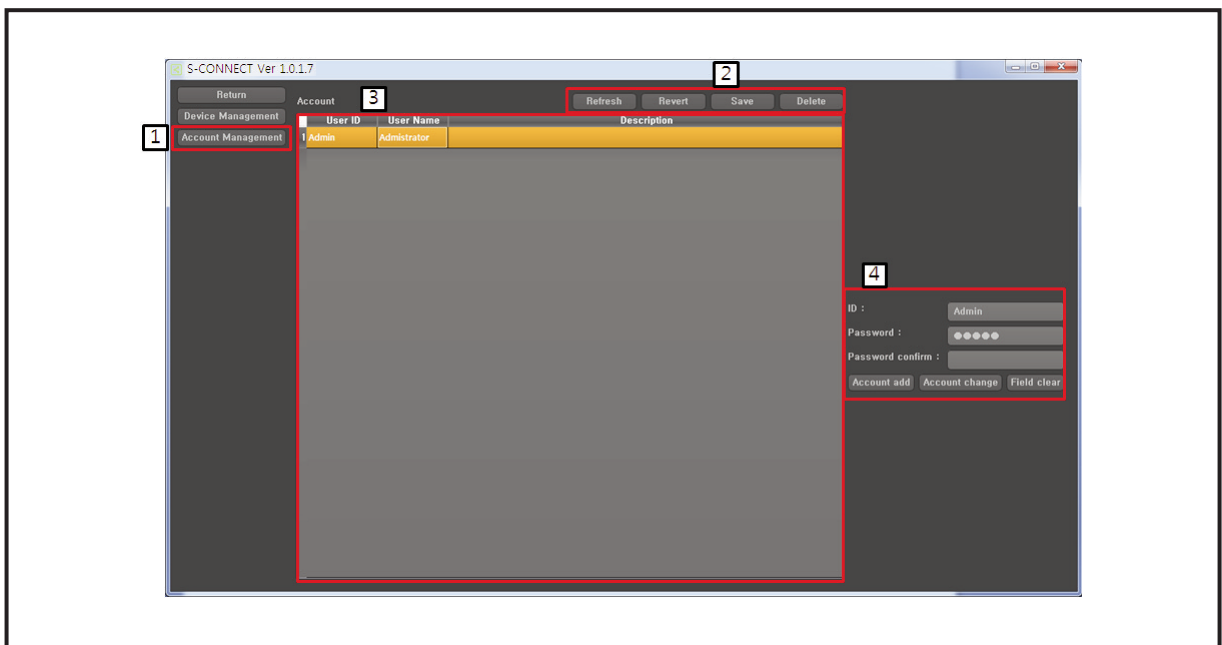 S-CONNECT Ver 1.0.1.7
2
Return
Account
3
Refresh Revert Save Delete
Device Management
User ID User Name Description
1
Account Management
1 Admin Admistrator
4
ID : Admin
Password : ●●●●●
Password confirm :
Account add Account change Field clear